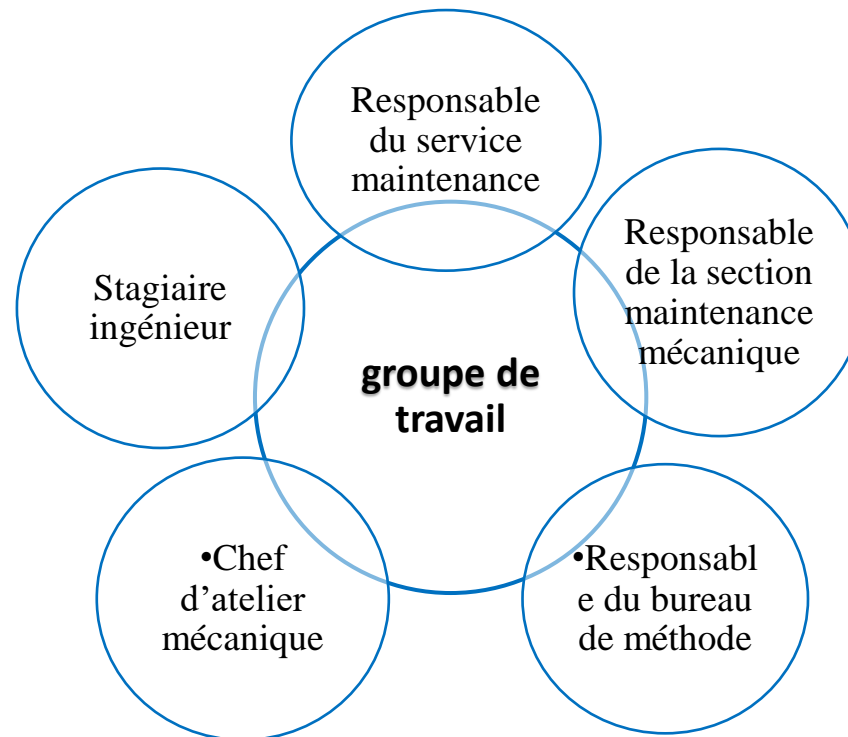 Responsable
du service
maintenance
Responsable
de la section
maintenance
mécanique
•Responsabl
e du bureau
de méthode
•Chef
d’atelier
mécanique
Stagiaire
ingénieur
groupe de
travail